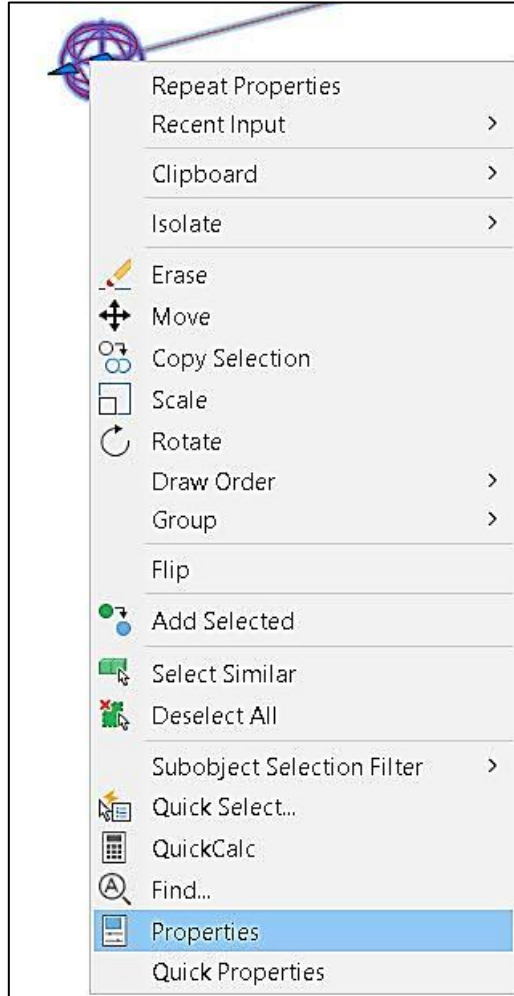 Repeat Properties
Recent Input
Clipboard
Isolate
Erase
Move
Copy Selection
Scale
Rotate
Draw Order
Group
Flip
Add Selected
Select Similar
Deselect All
Subobject Selection Filter
Quick Select...
QuickCalc
Find...
Properties
Quick Properties